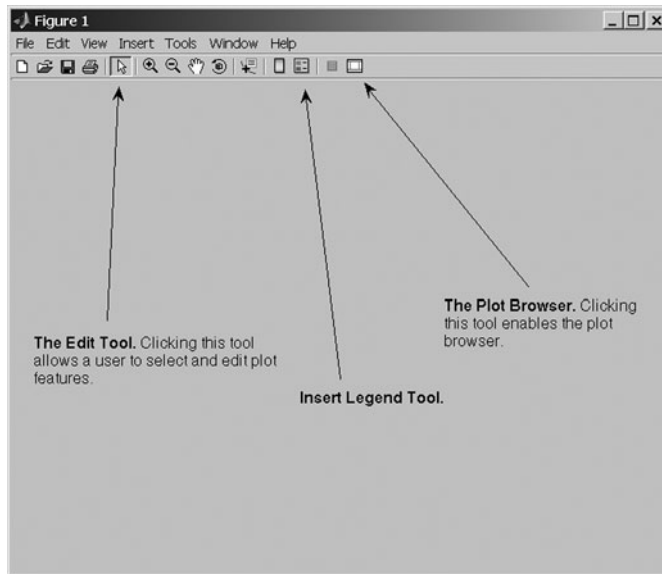 Figure 1
File Edit View Insert Tools Window Help
The Edit Tool. Clicking this tool
allows a user to select and edit plot
features.
Insert Legend Tool.
The Plot Browser. Clicking
this tool enables the plot
browser.